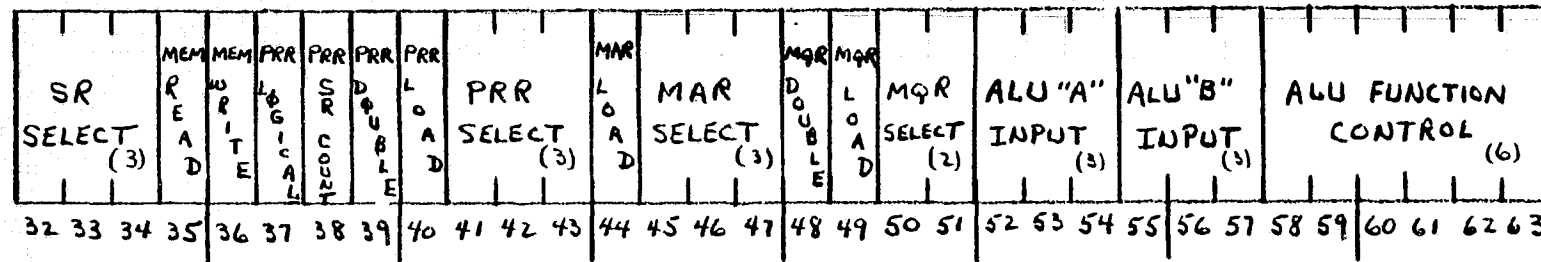 SR SELECT (3)
MEM READ
MEM WRITE
PRR LØGICAL
PRR SR COUNT
PRR DØUBLE
PRR LOAD
PRR SELECT (3)
MAR LOAD
MAR SELECT (3)
MQR DOUBLE
MQR LOAD
MQR SELECT (2)
ALU "A" INPUT (3)
ALU "B" INPUT (3)
ALU FUNCTION CONTROL (6)
32 33 34 35 36 37 38 39 40 41 42 43 44 45 46 47 48 49 50 51 52 53 54 55 56 57 58 59 60 61 62 63